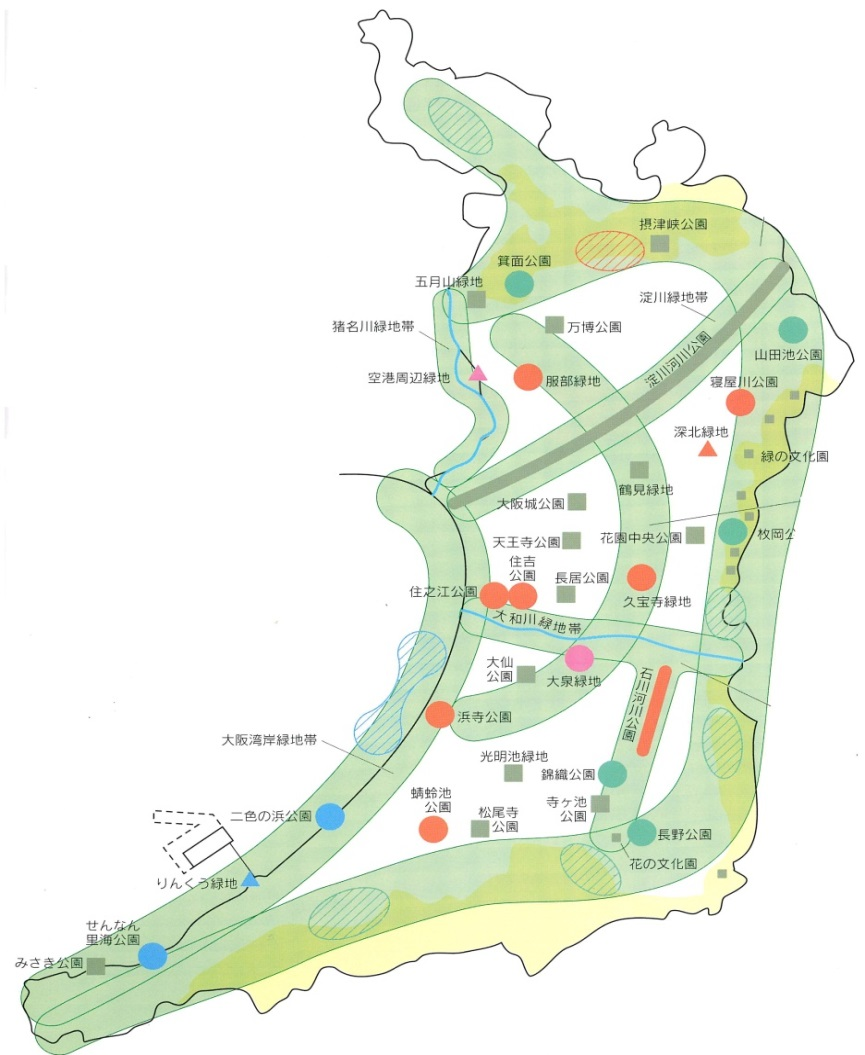 摂津峡公園
箕面公園
五月山緑地
淀川緑地帯
猪名川緑地帯
万博公園
山田池公園
淀川河川公園
空港周辺緑地
服部緑地
寝屋川公園
深北緑地
緑の文化園
鶴見緑地
大阪城公園
天王寺公園
花園中央公園
枚岡公
住吉
公園
長居公園
住之江公園
久宝寺緑地
大和川緑地帯
大仙
公園
大泉緑地
石川河川公園
浜寺公園
大阪湾岸緑地帯
光明池緑地
錦織公園
蜻蛉池
公園
寺ヶ池
公園
二色の浜公園
松尾寺
公園
長野公園
花の文化園
りんくう緑地
せんなん
里海公園
みさき公園